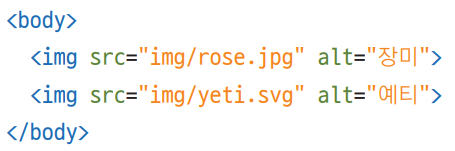 <body>
  <img src="img/rose.jpg" alt="장미">
  <img src="img/yeti.svg" alt="예티">
</body>